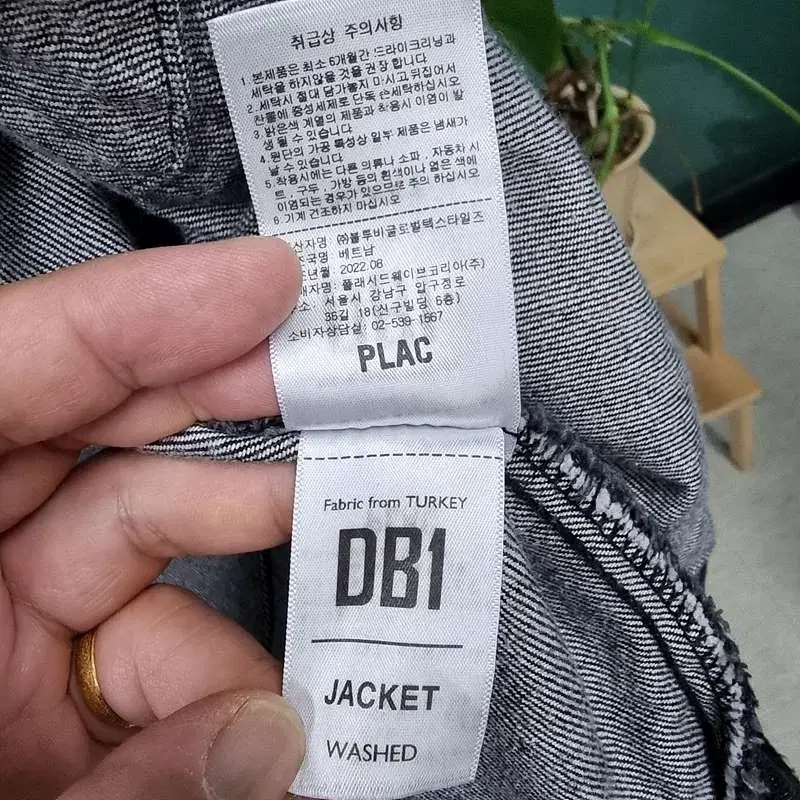 취급상 주의사항
1. 본제품은 최소 6개월간 드라이크리닝과
세탁을 하지않을 것을 권장 합니다
2. 세탁시 절대 담가놓지 마시고 뒤집어서
찬물에 중성세제로 단독 손세탁하십시오
3. 밝은색 계열의 제품과 착용시 이염이 발
생 될 수 있습니다
4. 원단의 가공 특성상 일부 제품은 냄새가
날 수 있습니다.
5. 착용시에는 다른 의류나 소파, 자동차 시
트, 구두, 가방 등의 흰색이나 옅은 색에
이염되는 경우가 있으므로 주의 하십시오
6. 기계 건조하지 마십시오
산자명 ㈜볼투비글로벌텍스타일즈
조국명 베트남
년월 2022.08
자명: 플래시드웨이브코리아(주)
소: 서울시 강남구 압구정로
36길 18(신구빌딩 6층)
소비자상담실: 02-539-1567
PLAC
Fabric from TURKEY
DB1
JACKET
WASHED